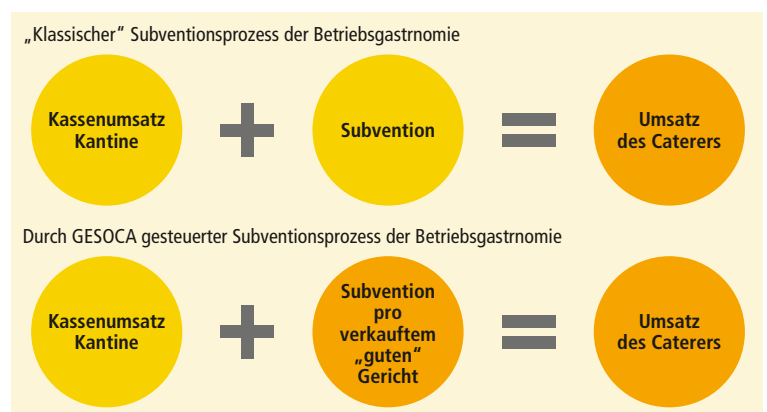 „Klassischer“ Subventionsprozess der Betriebsgastrnomie
Kassenumsatz
Kantine
+
Subvention
=
Umsatz
des Caterers
Durch GESOCA gesteuerter Subventionsprozess der Betriebsgastrnomie
Kassenumsatz
Kantine
+
Subvention
pro
verkauftem
„guten“
Gericht
=
Umsatz
des Caterers